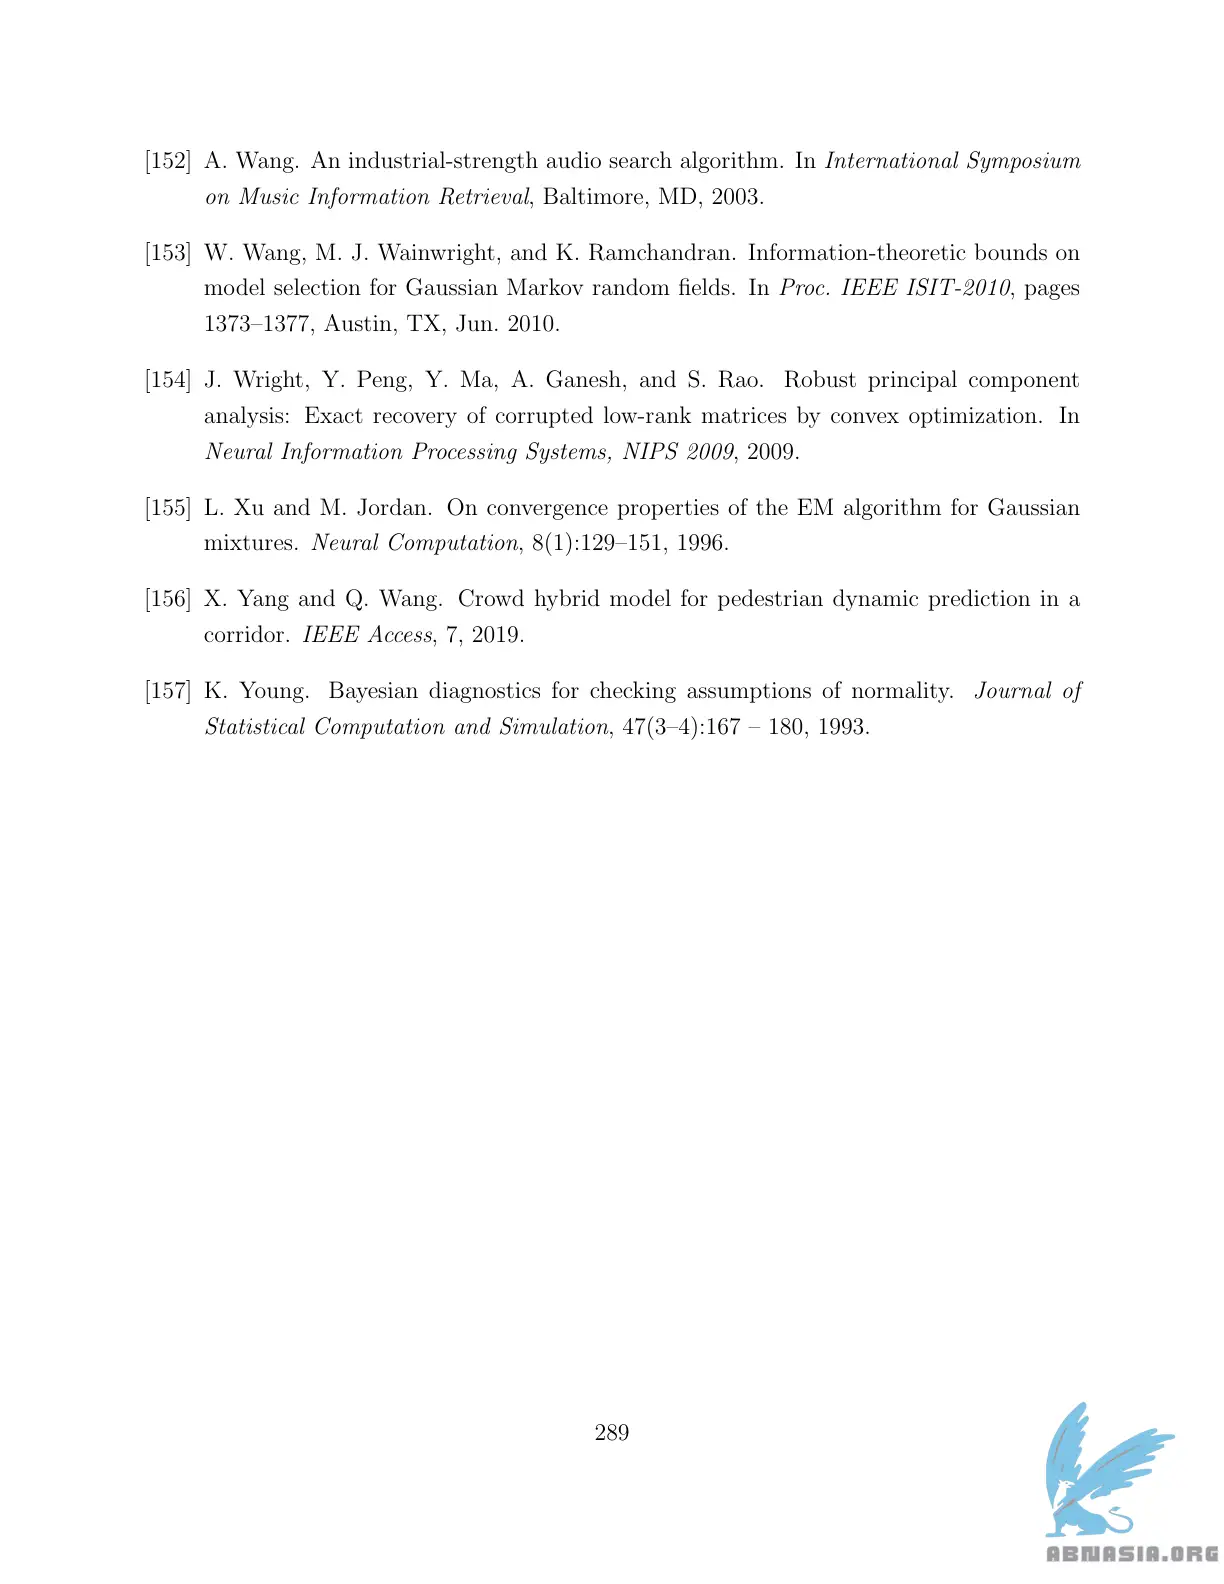 [152] A. Wang. An industrial-strength audio search algorithm. In International Symposium
on Music Information Retrieval, Baltimore, MD, 2003.
[153] W. Wang, M. J. Wainwright, and K. Ramchandran. Information-theoretic bounds on
model selection for Gaussian Markov random fields. In Proc. IEEE ISIT-2010, pages
1373–1377, Austin, TX, Jun. 2010.
[154] J. Wright, Y. Peng, Y. Ma, A. Ganesh, and S. Rao. Robust principal component
analysis: Exact recovery of corrupted low-rank matrices by convex optimization. In
Neural Information Processing Systems, NIPS 2009, 2009.
[155] L. Xu and M. Jordan. On convergence properties of the EM algorithm for Gaussian
mixtures. Neural Computation, 8(1):129–151, 1996.
[156] X. Yang and Q. Wang. Crowd hybrid model for pedestrian dynamic prediction in a
corridor. IEEE Access, 7, 2019.
[157] K. Young. Bayesian diagnostics for checking assumptions of normality. Journal of
Statistical Computation and Simulation, 47(3–4):167 – 180, 1993.
289
ABNASIA.ORG